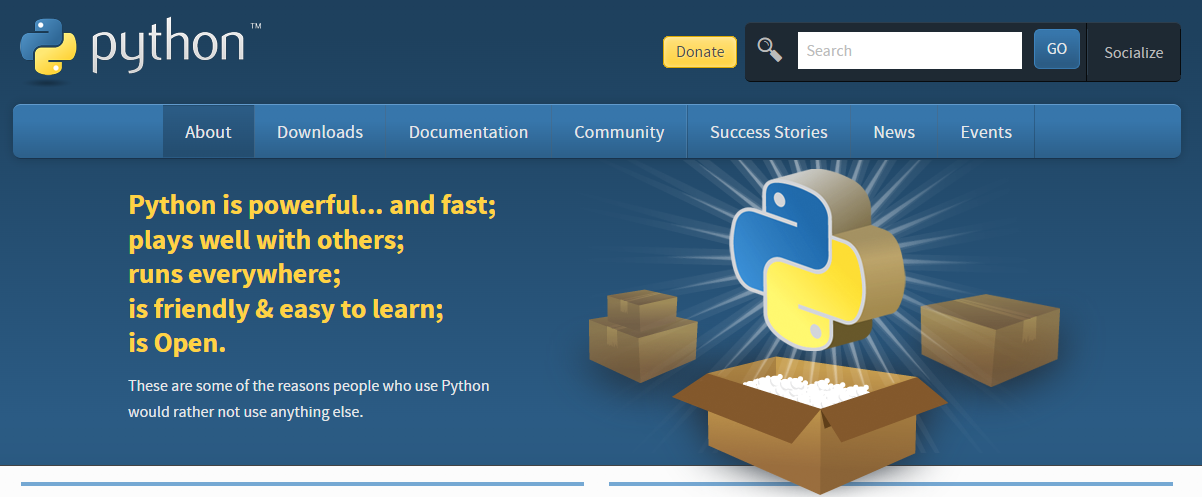 python™
Donate
Search
GO
Socialize
About
Downloads
Documentation
Community
Success Stories
News
Events
Python is powerful... and fast;
plays well with others;
runs everywhere;
is friendly & easy to learn;
is Open.
These are some of the reasons people who use Python
would rather not use anything else.